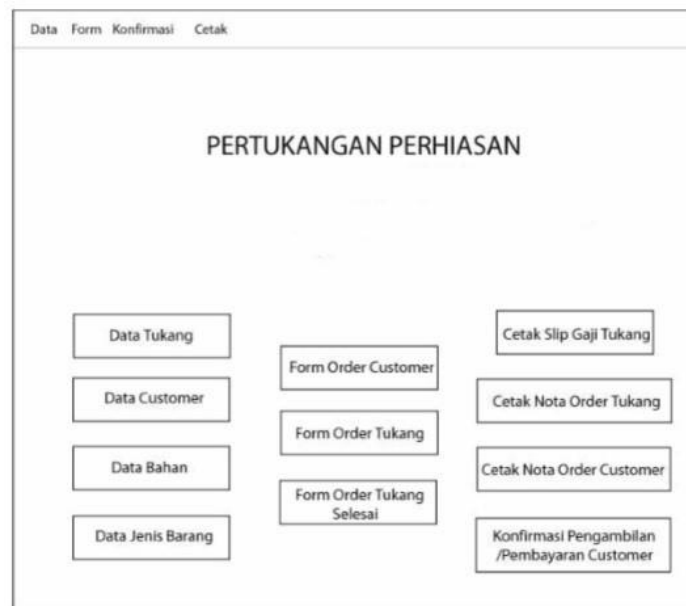 Data Form Konfirmasi Cetak
PERTUKANGAN PERHIASAN
Data Tukang
Data Customer
Data Bahan
Data Jenis Barang
Form Order Customer
Form Order Tukang
Form Order Tukang
Selesai
Cetak Slip Gaji Tukang
Cetak Nota Order Tukang
Cetak Nota Order Customer
Konfirmasi Pengambilan
/Pembayaran Customer